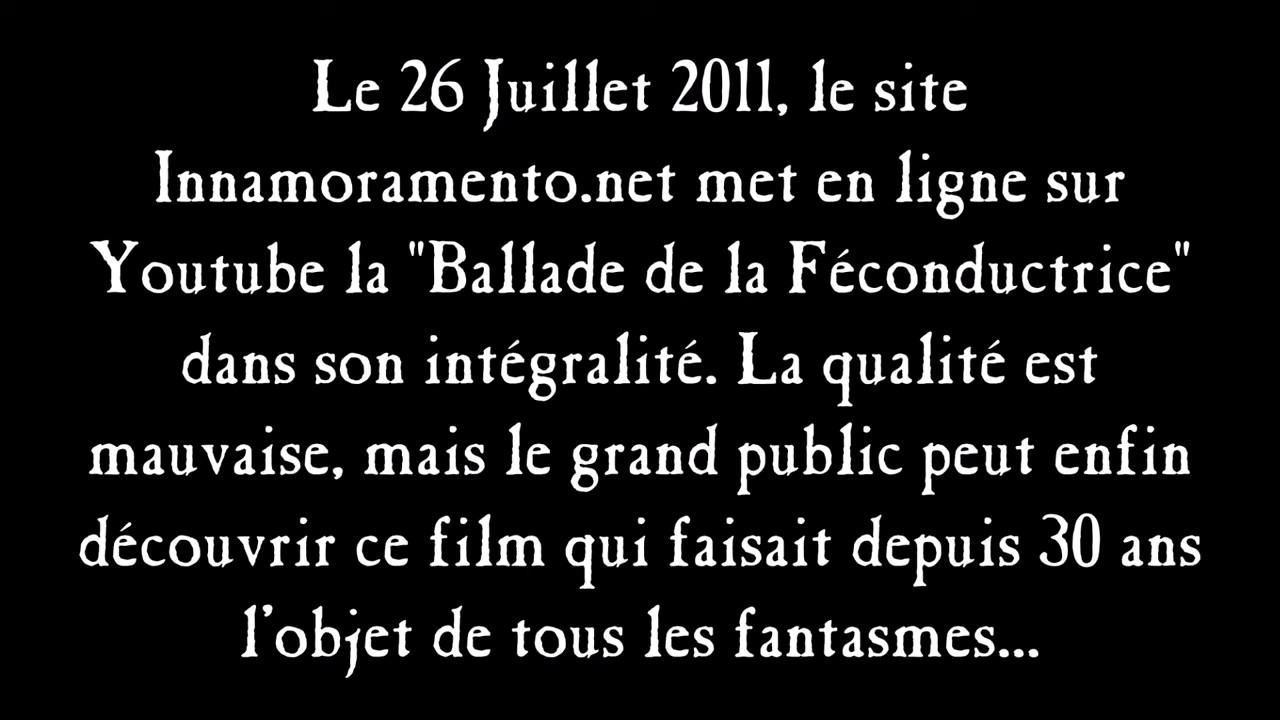 Le 26 Juillet 2011, le site
Innamoramento.net met en ligne sur
Youtube la "Ballade de la Féconductrice"
dans son intégralité. La qualité est
mauvaise, mais le grand public peut enfin
découvrir ce film qui faisait depuis 30 ans
l'objet de tous les fantasmes...